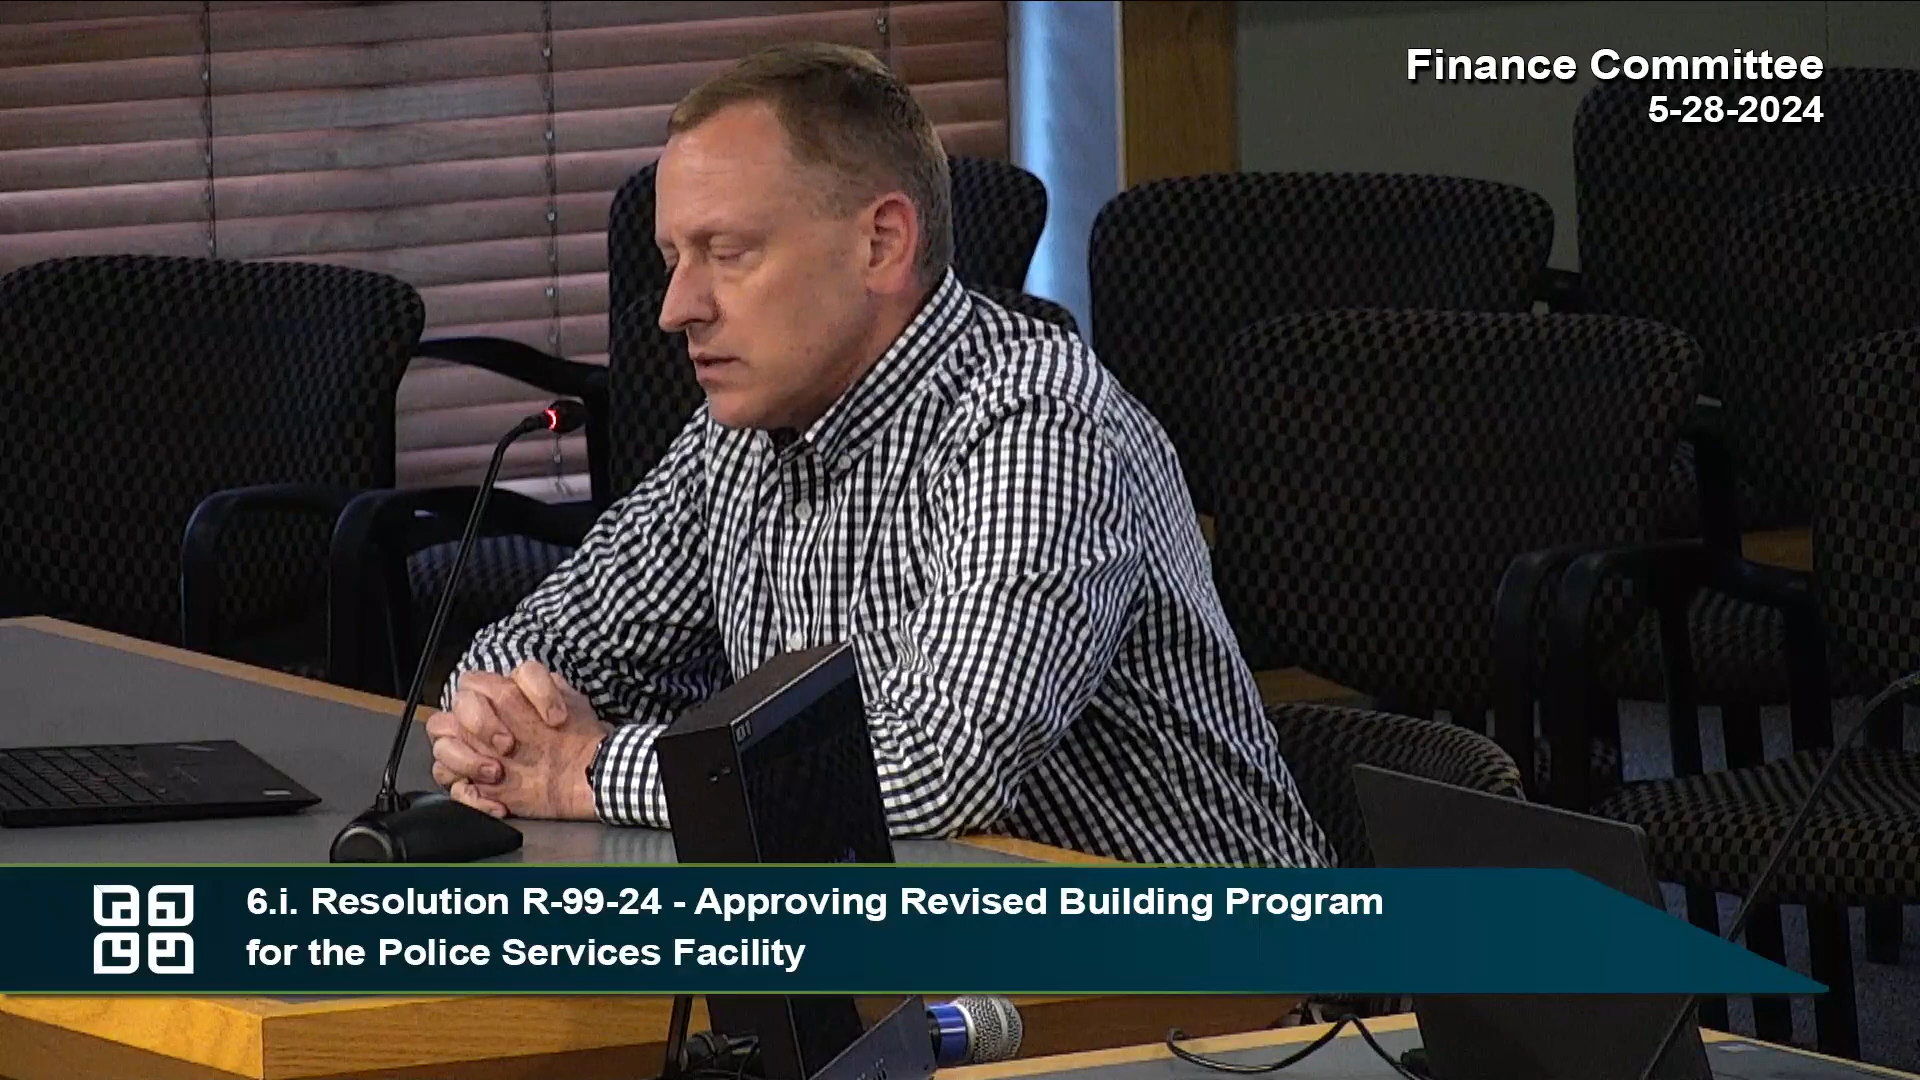 Finance Committee
5-28-2024
6.i. Resolution R-99-24 - Approving Revised Building Program
for the Police Services Facility